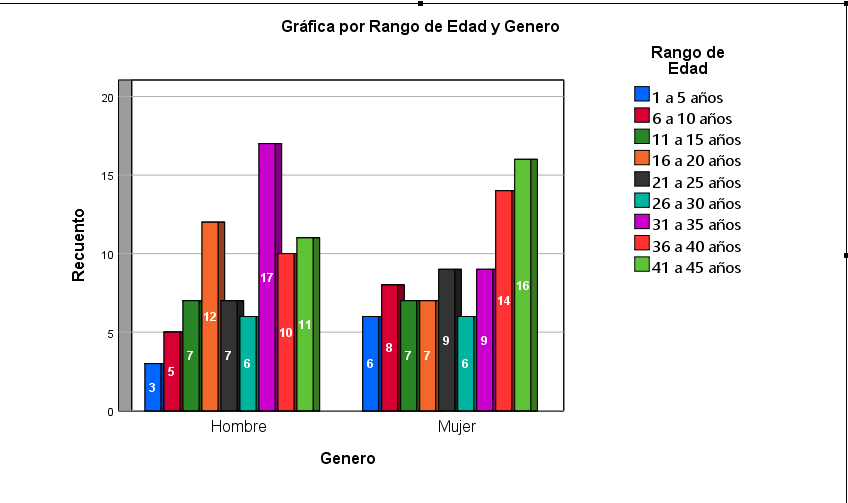 Gráfica por Rango de Edad y Genero
Rango de
Edad
1 a 5 años
6 a 10 años
11 a 15 años
16 a 20 años
21 a 25 años
26 a 30 años
31 a 35 años
36 a 40 años
41 a 45 años
Recuento
20
15
10
5
0
3
5
7
12
7
6
17
10
11
6
8
7
7
9
6
9
14
16
Hombre
Mujer
Genero